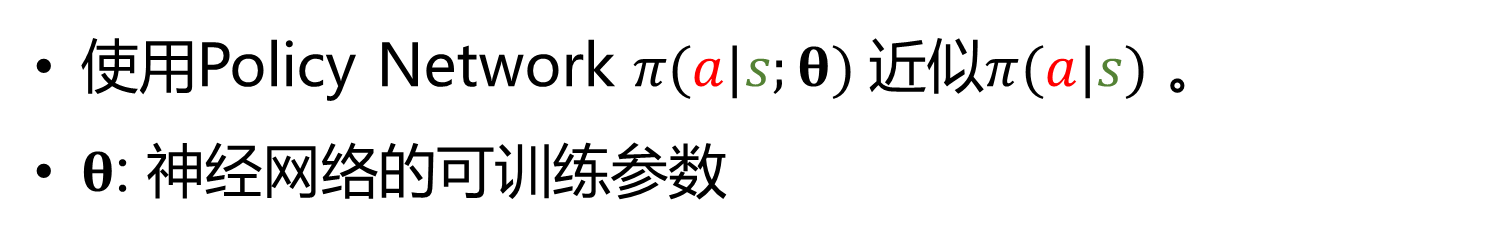 • 使用Policy Network π(a|s; θ) 近似π(a|s) 。
• θ: 神经网络的可训练参数